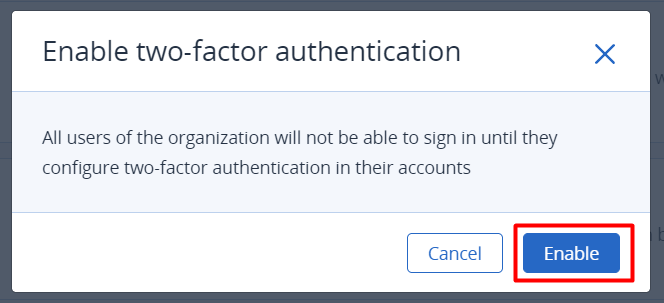 Enable two-factor authentication
All users of the organization will not be able to sign in until they
configure two-factor authentication in their accounts
Cancel
Enable